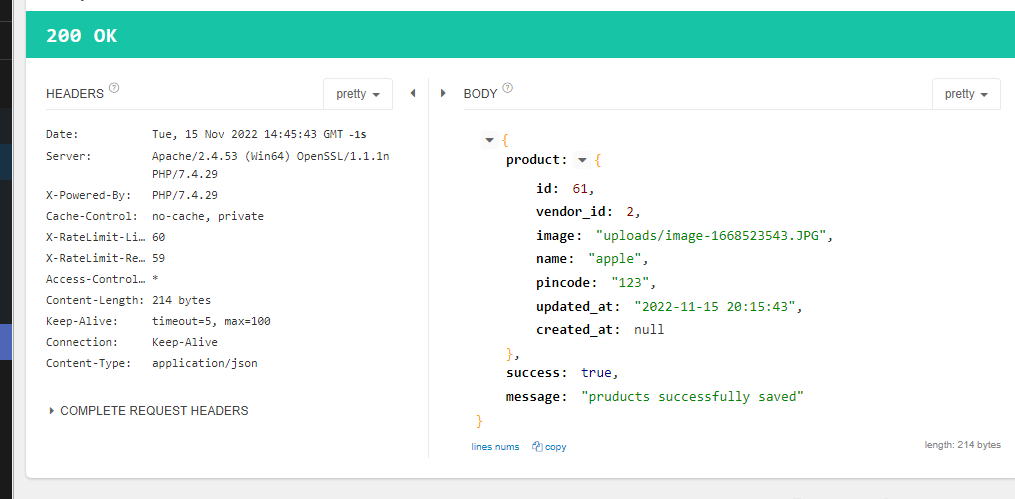 200 OK
HEADERS ?
pretty
BODY ?
pretty
Date: Tue, 15 Nov 2022 14:45:43 GMT -1s
Server: Apache/2.4.53 (Win64) OpenSSL/1.1.1n
PHP/7.4.29
X-Powered-By: PHP/7.4.29
Cache-Control: no-cache, private
X-RateLimit-Li… 60
X-RateLimit-Re… 59
Access-Control… *
Content-Length: 214 bytes
Keep-Alive: timeout=5, max=100
Connection: Keep-Alive
Content-Type: application/json
COMPLETE REQUEST HEADERS
{
product: {
id: 61,
vendor_id: 2,
image: "uploads/image-1668523543.JPG",
name: "apple",
pincode: "123",
updated_at: "2022-11-15 20:15:43",
created_at: null
},
success: true,
message: "pruducts successfully saved"
}
lines nums copy
length: 214 bytes